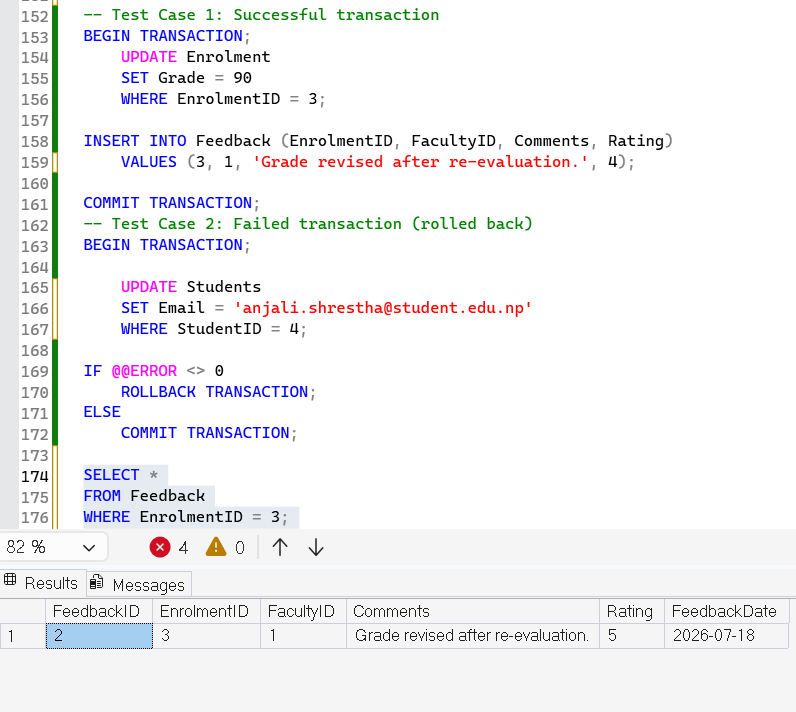 152 -- Test Case 1: Successful transaction
153 BEGIN TRANSACTION;
154 UPDATE Enrolment
155 SET Grade = 90
156 WHERE EnrolmentID = 3;
157
158 INSERT INTO Feedback (EnrolmentID, FacultyID, Comments, Rating)
159 VALUES (3, 1, 'Grade revised after re-evaluation.', 4);
160
161 COMMIT TRANSACTION;
162 -- Test Case 2: Failed transaction (rolled back)
163 BEGIN TRANSACTION;
164
165 UPDATE Students
166 SET Email = 'anjali.shrestha@student.edu.np'
167 WHERE StudentID = 4;
168
169 IF @@ERROR <> 0
170 ROLLBACK TRANSACTION;
171 ELSE
172 COMMIT TRANSACTION;
173
174 SELECT *
175 FROM Feedback
176 WHERE EnrolmentID = 3;
82 % 4 0
Results Messages
FeedbackID EnrolmentID FacultyID Comments Rating FeedbackDate
1 2 3 1 Grade revised after re-evaluation. 5 2026-07-18